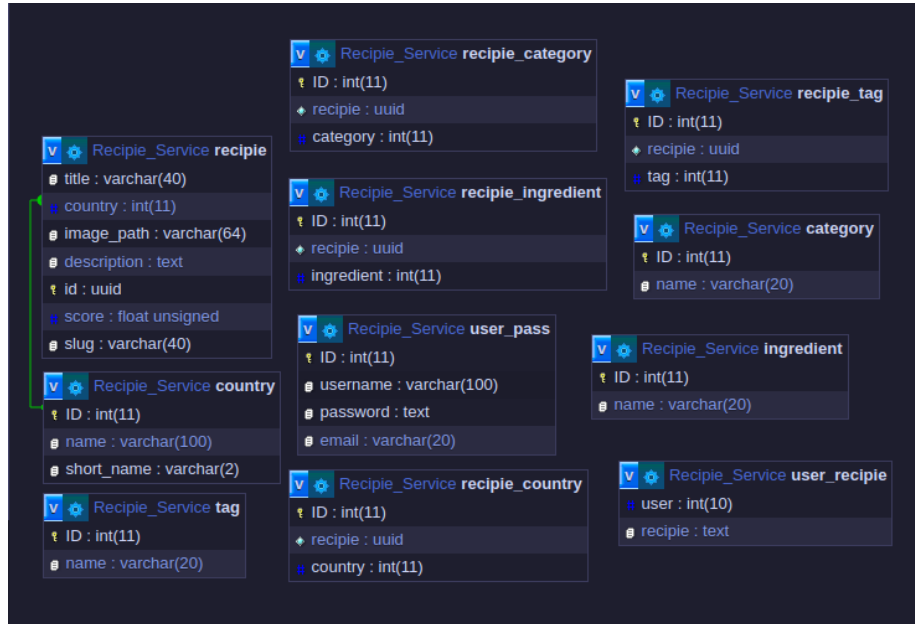 V Recipie_Service recipie_category
ID : int(11)
recipie : uuid
category : int(11)
V Recipie_Service recipie_tag
ID : int(11)
recipie : uuid
tag : int(11)
V Recipie_Service recipie
title : varchar(40)
country : int(11)
image_path : varchar(64)
description : text
id : uuid
score : float unsigned
slug : varchar(40)
V Recipie_Service recipie_ingredient
ID : int(11)
recipie : uuid
ingredient : int(11)
V Recipie_Service category
ID : int(11)
name : varchar(20)
V Recipie_Service user_pass
ID : int(11)
username : varchar(100)
password : text
email : varchar(20)
V Recipie_Service ingredient
ID : int(11)
name : varchar(20)
V Recipie_Service country
ID : int(11)
name : varchar(100)
short_name : varchar(2)
V Recipie_Service recipie_country
ID : int(11)
recipie : uuid
country : int(11)
V Recipie_Service user_recipie
user : int(10)
recipie : text
V Recipie_Service tag
ID : int(11)
name : varchar(20)